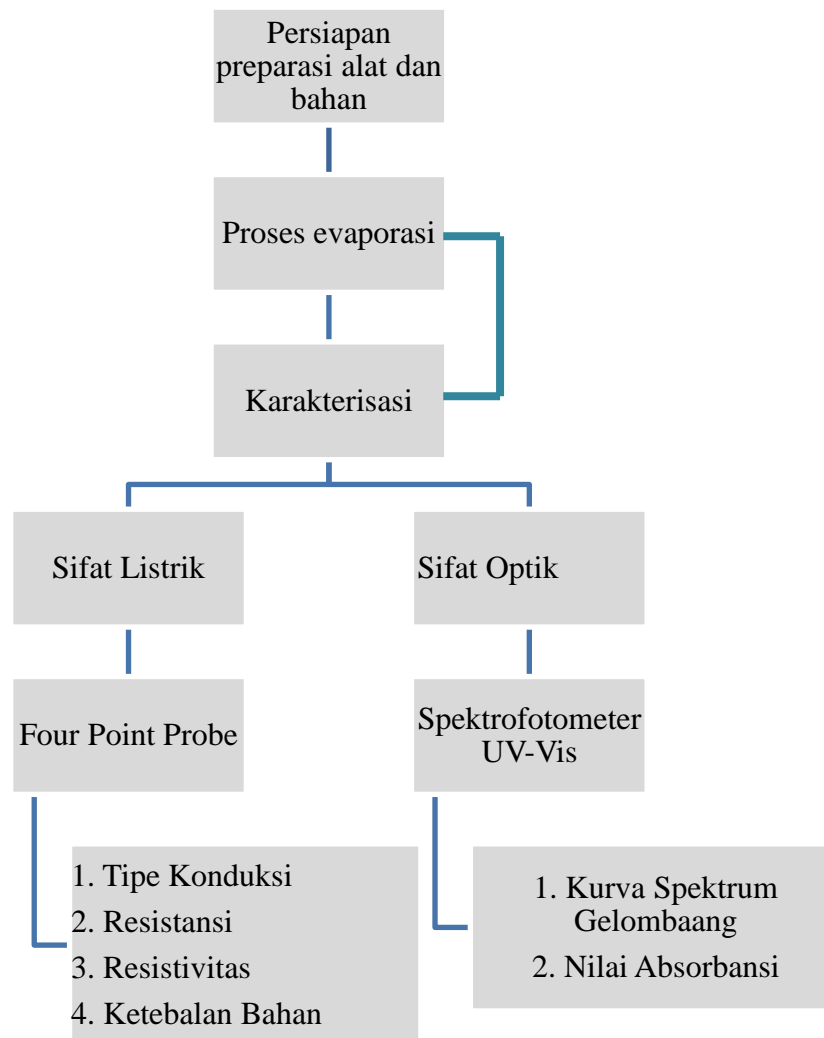 Persiapan
preparasi alat dan
bahan
Proses evaporasi
Karakterisasi
Sifat Listrik
Sifat Optik
Four Point Probe
Spektrofotometer
UV-Vis
1. Tipe Konduksi
2. Resistansi
3. Resistivitas
4. Ketebalan Bahan
1. Kurva Spektrum
Gelombaang
2. Nilai Absorbansi